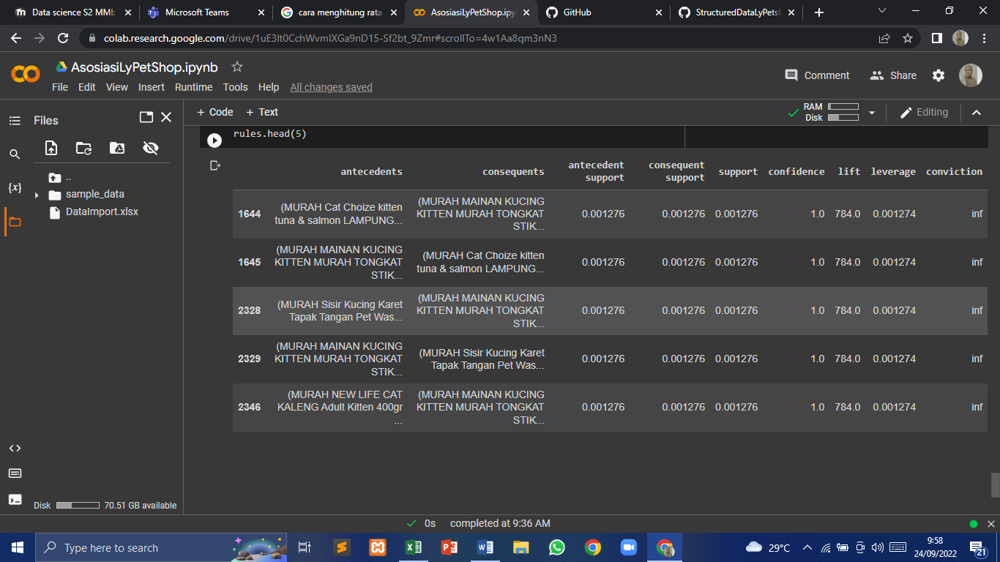 Data science S2 MMI:
Microsoft Teams
cara menghitung rata
AsosiasiLyPetShop.ipy
GitHub
StructuredDataLyPets
colab.research.google.com/drive/1uE3lt0CchWvmIXGa9nD15-Sf2bt_9Zmr#scrollTo=4w1Aa8qm3nN3
AsosiasiLyPetShop.ipynb
Comment
Share
File Edit View Insert Runtime Tools Help All changes saved
Files
+ Code + Text
RAM
Disk
Editing
{x}
..
sample_data
DataImport.xlsx
rules.head(5)
antecedents consequents antecedent support consequent support support confidence lift leverage conviction
1644 (MURAH Cat Choize kitten tuna & salmon LAMPUNG... (MURAH MAINAN KUCING KITTEN MURAH TONGKAT STIK... 0.001276 0.001276 0.001276 1.0 784.0 0.001274 inf
1645 (MURAH MAINAN KUCING KITTEN MURAH TONGKAT STIK... (MURAH Cat Choize kitten tuna & salmon LAMPUNG... 0.001276 0.001276 0.001276 1.0 784.0 0.001274 inf
2328 (MURAH Sisir Kucing Karet Tapak Tangan Pet Was... (MURAH MAINAN KUCING KITTEN MURAH TONGKAT STIK... 0.001276 0.001276 0.001276 1.0 784.0 0.001274 inf
2329 (MURAH MAINAN KUCING KITTEN MURAH TONGKAT STIK... (MURAH Sisir Kucing Karet Tapak Tangan Pet Was... 0.001276 0.001276 0.001276 1.0 784.0 0.001274 inf
2346 (MURAH NEW LIFE CAT KALENG Adult Kitten 400gr ... (MURAH MAINAN KUCING KITTEN MURAH TONGKAT STIK... 0.001276 0.001276 0.001276 1.0 784.0 0.001274 inf
Disk 70.51 GB available
0s completed at 9:36 AM
Type here to search
29°C
9:58
24/09/2022
21